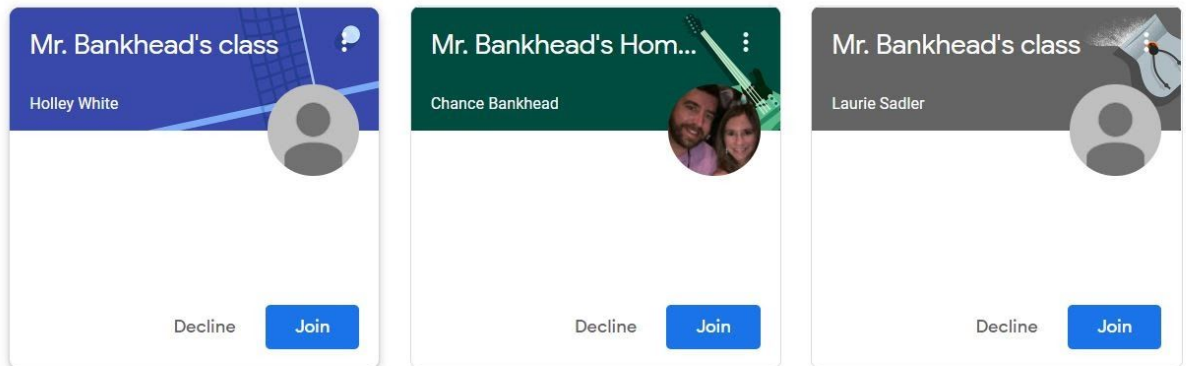 Mr. Bankhead's class
Holley White
Decline
Join
Mr. Bankhead's Hom...
Chance Bankhead
Decline
Join
Mr. Bankhead's class
Laurie Sadler
Decline
Join